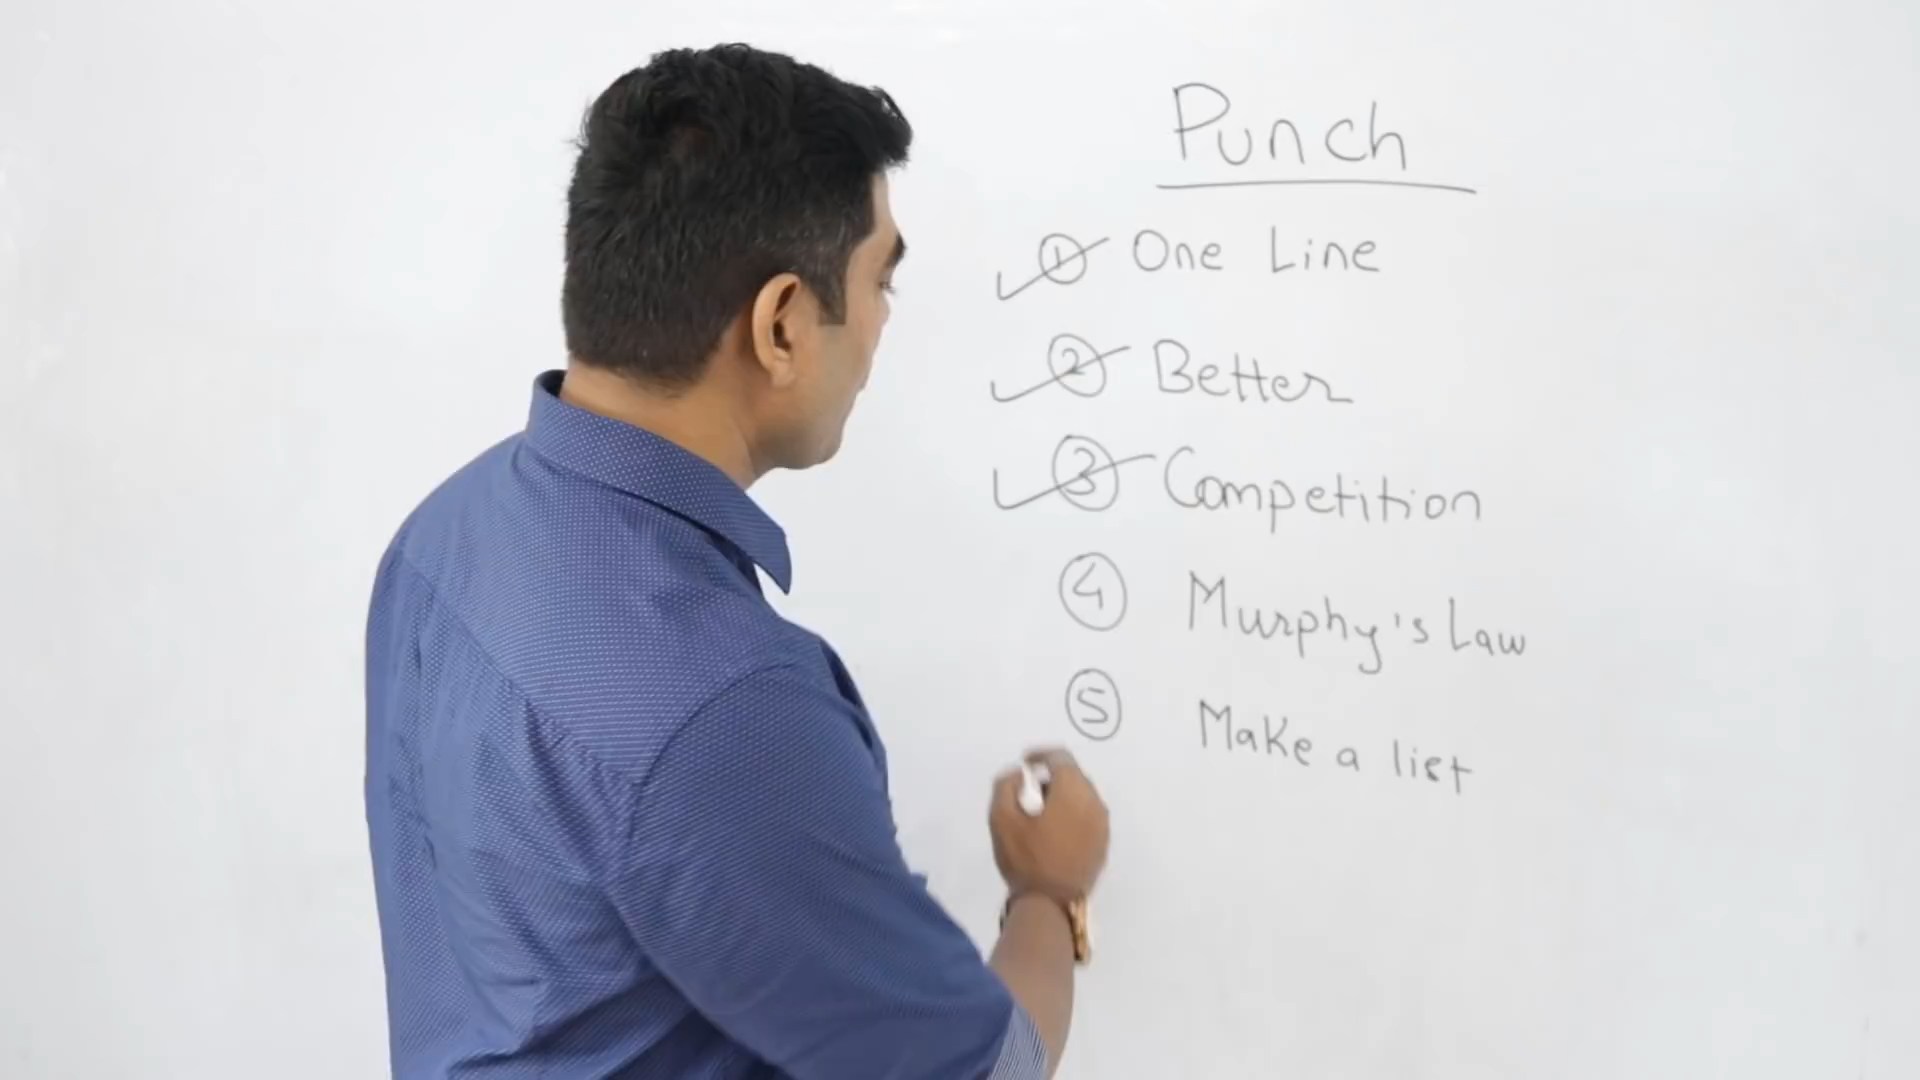 Punch
1 One Line
2 Better
3 Competition
4 Murphy's Law
5 Make a list